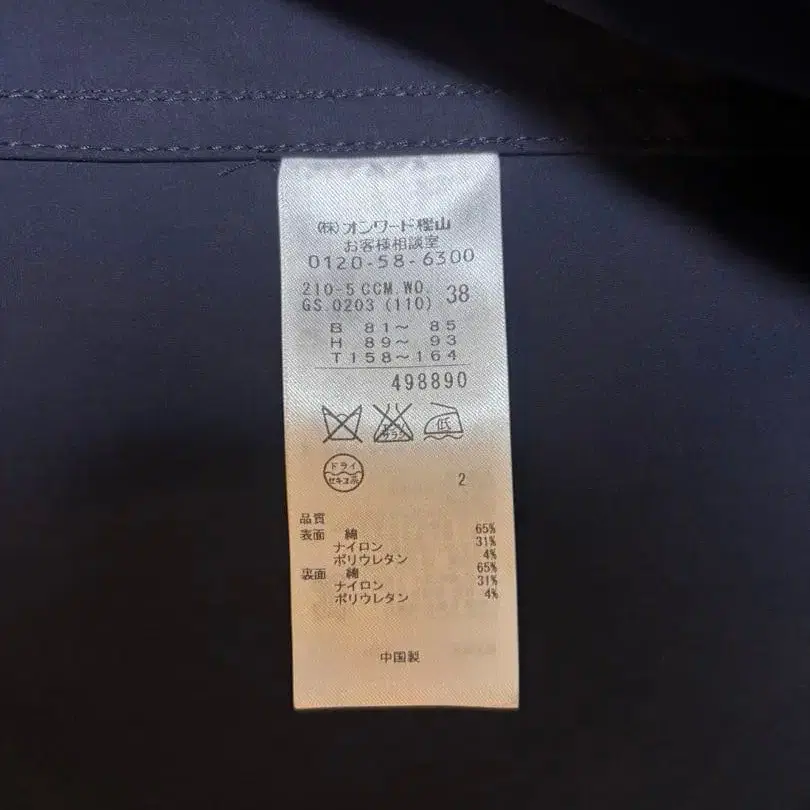 (株)オンワード樫山
お客様相談室
0120-58-6300
210-5 CCM.WO. 38
GS.0203 (110)
B 81～ 85
H 89～ 93
T158～164
498890
低
ドライ
セキユ系
2
品質
表面 綿 65%
ナイロン 31%
ポリウレタン 4%
裏面 綿 65%
ナイロン 31%
ポリウレタン 4%
中国製